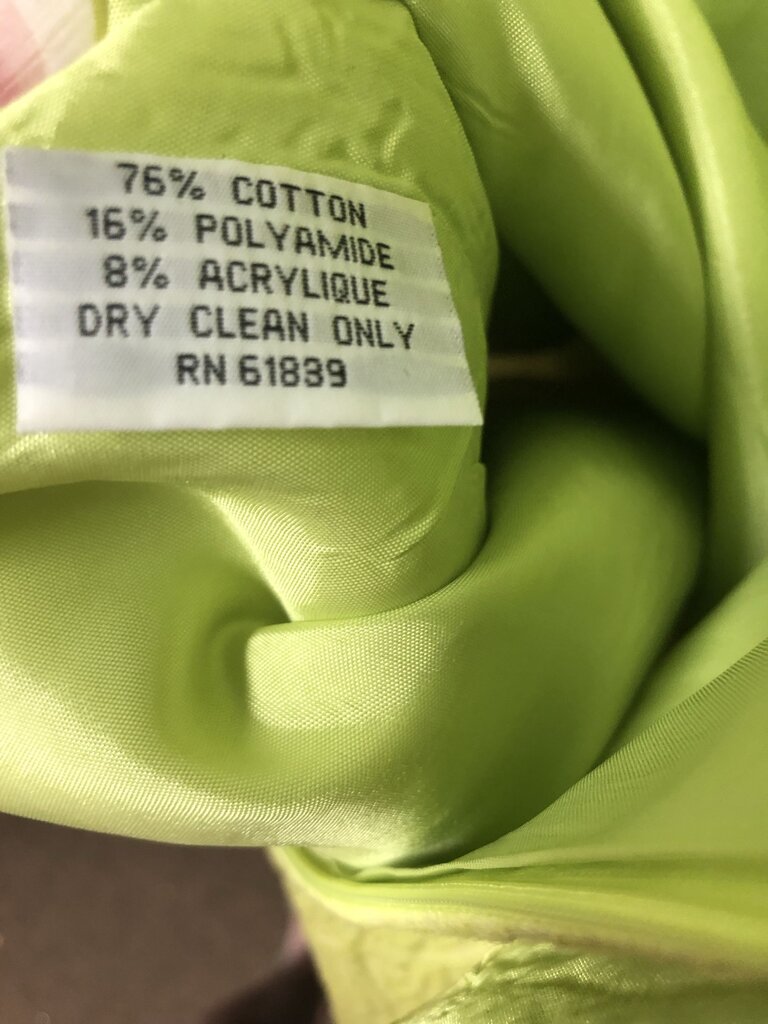 76% COTTON
16% POLYAMIDE
8% ACRYLIQUE
DRY CLEAN ONLY
RN 61839